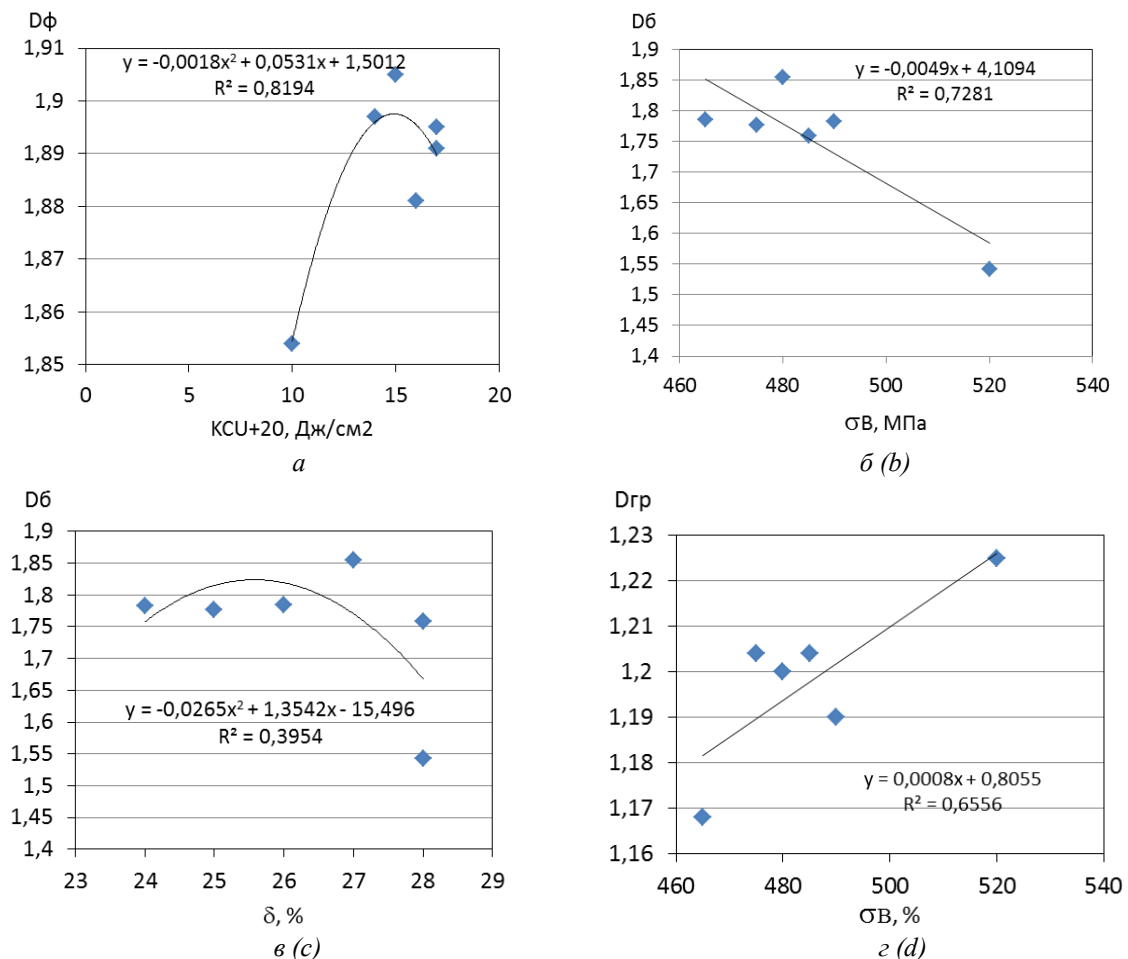 Dф
1,91
1,9
1,89
1,88
1,87
1,86
1,85
y = -0,0018x² + 0,0531x + 1,5012
R² = 0,8194
0 5 10 15 20
KCU+20, Дж/см2
а
Dб
1,9
1,85
1,8
1,75
1,7
1,65
1,6
1,55
1,5
1,45
1,4
y = -0,0049x + 4,1094
R² = 0,7281
460 480 500 520 540
σВ, МПа
б (b)
Dб
1,9
1,85
1,8
1,75
1,7
1,65
1,6
1,55
1,5
1,45
1,4
y = -0,0265x² + 1,3542x - 15,496
R² = 0,3954
23 24 25 26 27 28 29
δ, %
в (c)
Dгр
1,23
1,22
1,21
1,2
1,19
1,18
1,17
1,16
y = 0,0008x + 0,8055
R² = 0,6556
460 480 500 520 540
σВ, %
г (d)